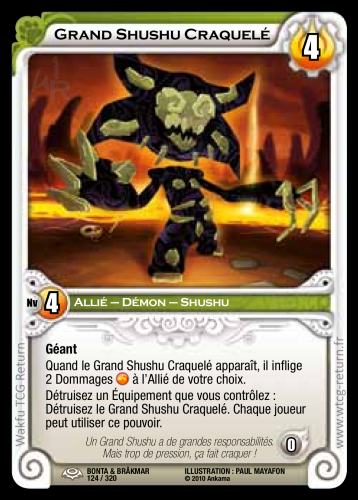 GRAND SHUSHU CRAQUELÉ
4
Nv 4
ALLIÉ – DÉMON – SHUSHU
Géant
Quand le Grand Shushu Craquelé apparaît, il inflige
2 Dommages à l'Allié de votre choix.
Détruisez un Équipement que vous contrôlez :
Détruisez le Grand Shushu Craquelé. Chaque joueur
peut utiliser ce pouvoir.
Un Grand Shushu a de grandes responsabilités.
Mais trop de pression, ça fait craquer !
0
Wakfu TCG Return
www.wtcg-return.fr
BONTA & BRÂKMAR
124 / 320
ILLUSTRATION : PAUL MAYAFON
© 2010 Ankama